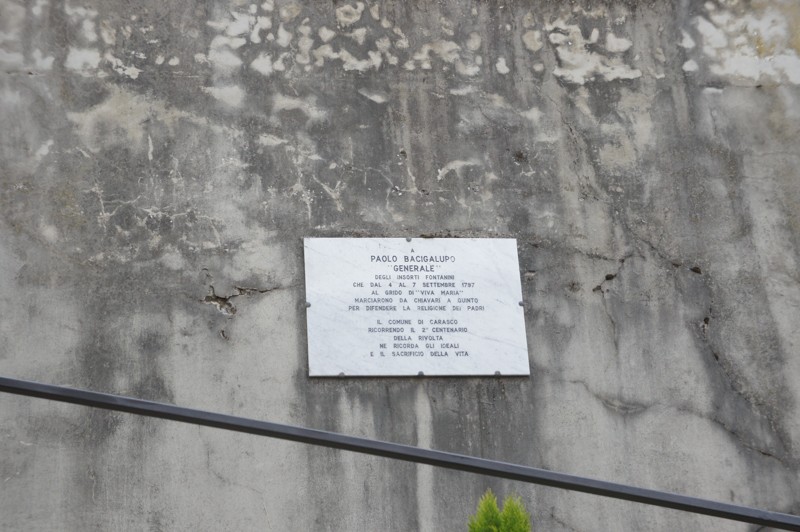 A
PAOLO BACIGALUPO
"GENERALE"
DEGLI INSORTI FONTANINI
CHE DAL 4 AL 7 SETTEMBRE 1797
AL GRIDO DI "VIVA MARIA"
MARCIARONO DA CHIAVARI A QUINTO
PER DIFENDERE LA RELIGIONE DEI PADRI
IL COMUNE DI CARASCO
RICORRENDO IL 2° CENTENARIO
DELLA RIVOLTA
NE RICORDA GLI IDEALI
E IL SACRIFICIO DELLA VITA